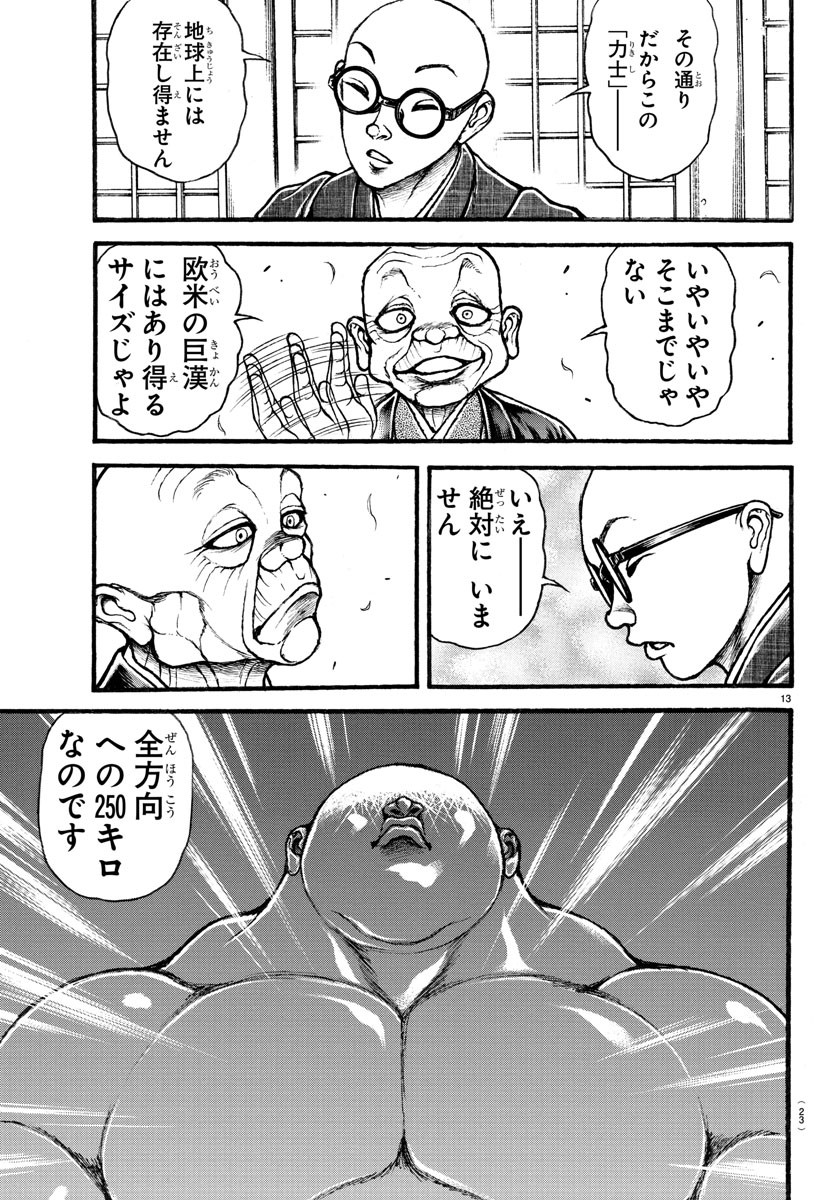 その通り
だからこの
「力士」――
地球上には
存在し得ません
いやいやいや
そこまでじゃ
ない
欧米の巨漢
にはあり得る
サイズじゃよ
いえ――
絶対に いま
せん
13
全方向
への250キロ
なのです
(23)